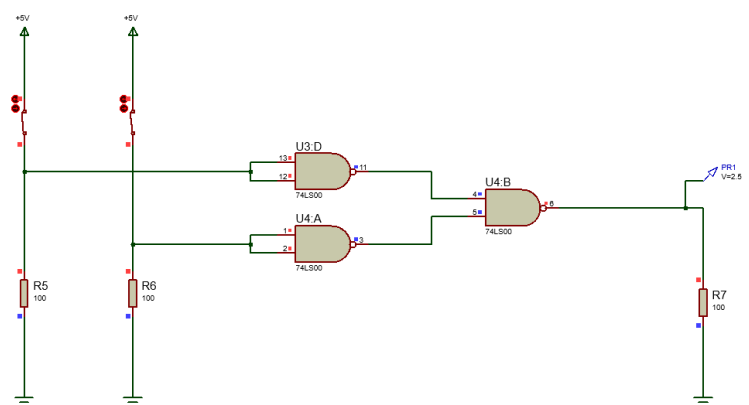 +5V
+5V
U3:D
13
12
11
74LS00
U4:A
1
2
3
74LS00
U4:B
4
5
6
74LS00
PR1
V=2.5
R5
100
R6
100
R7
100